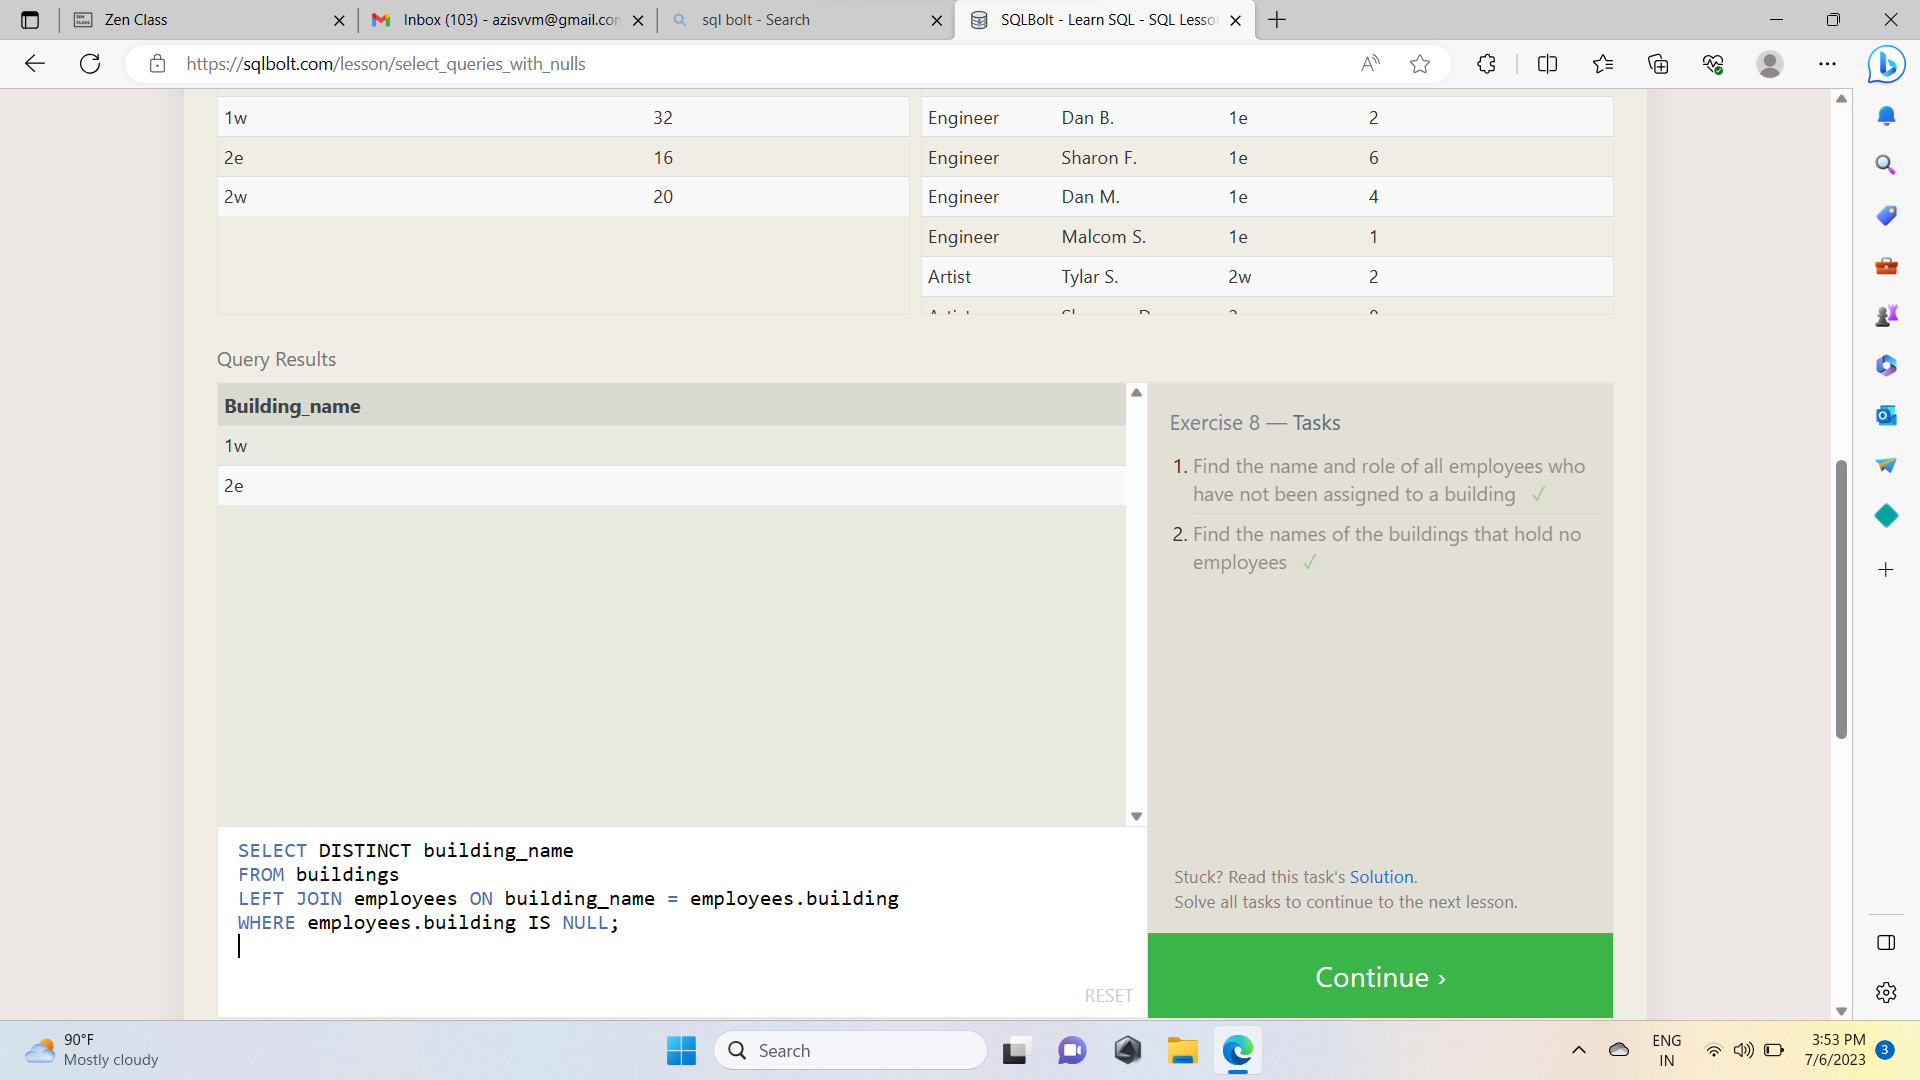 Zen Class
Inbox (103) - azisvvm@gmail.con
sql bolt - Search
SQLBolt - Learn SQL - SQL Lesso
https://sqlbolt.com/lesson/select_queries_with_nulls
1w 32
2e 16
2w 20
Engineer Dan B. 1e 2
Engineer Sharon F. 1e 6
Engineer Dan M. 1e 4
Engineer Malcom S. 1e 1
Artist Tylar S. 2w 2
Query Results
Building_name
1w
2e
Exercise 8 — Tasks
1. Find the name and role of all employees who
have not been assigned to a building ✓
2. Find the names of the buildings that hold no
employees ✓
SELECT DISTINCT building_name
FROM buildings
LEFT JOIN employees ON building_name = employees.building
WHERE employees.building IS NULL;
RESET
Stuck? Read this task's Solution.
Solve all tasks to continue to the next lesson.
Continue ›
90°F
Mostly cloudy
Search
ENG
IN
3:53 PM
7/6/2023
3